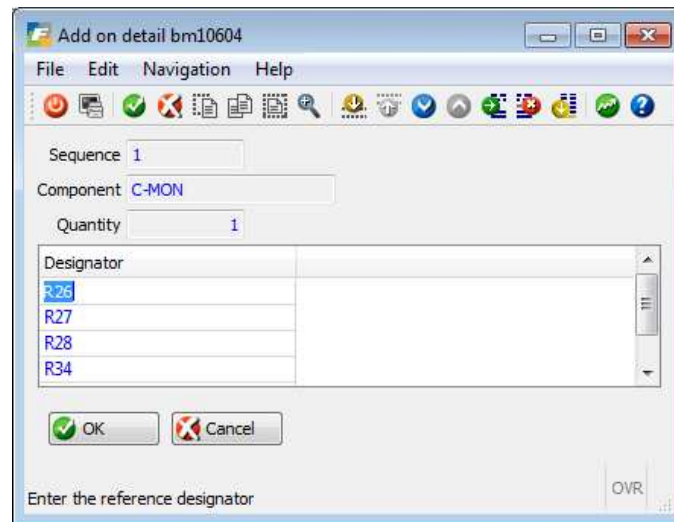 Add on detail bm10604
File Edit Navigation Help
Sequence 1
Component C-MON
Quantity 1
Designator
R26
R27
R28
R34
OK Cancel
Enter the reference designator
OVR